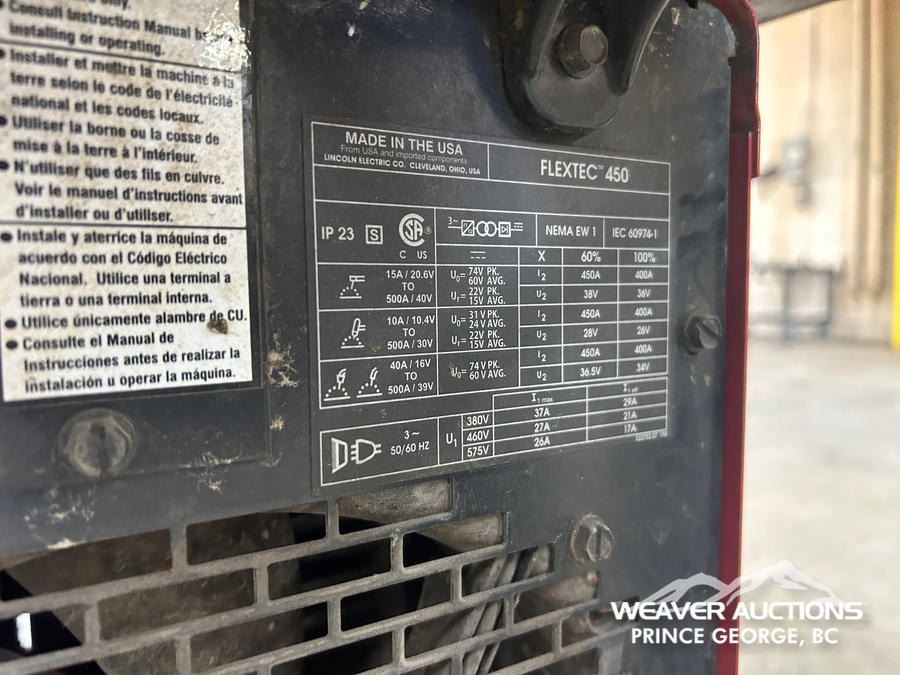 only.
Consult Instruction Manual before
installing or operating.
● Installer et mettre la machine à la
terre selon le code de l'électricité
national et les codes locaux.
● Utiliser la borne ou la cosse de
mise à la terre à l'intérieur.
● N'utiliser que des fils en cuivre.
Voir le manuel d'instructions avant
d'installer ou d'utiliser.
● Instale y aterrice la máquina de
acuerdo con el Código Eléctrico
Nacional. Utilice una terminal a
tierra o una terminal interna.
● Utilice únicamente alambre de CU.
● Consulte el Manual de
Instrucciones antes de realizar la
instalación u operar la máquina.
MADE IN THE USA
From USA and imported components
LINCOLN ELECTRIC CO. CLEVELAND, OHIO, USA
FLEXTEC™ 450
IP 23 S SA® C US 3~ NEMA EW 1 IEC 60974-1
X 60% 100%
15A / 20.6V TO 500A / 40V U0= 74V PK. 60V AVG. Ur= 22V PK. 15V AVG.
I2 450A 400A
U2 38V 36V
10A / 10.4V TO 500A / 30V U0= 31V PK. 24V AVG. Ur= 22V PK. 15V AVG.
I2 450A 400A
U2 28V 26V
40A / 16V TO 500A / 39V U0= 74V PK. 60V AVG.
I2 450A 400A
U2 36.5V 34V
I1 max I1 eff
3~ 50/60 HZ U1
380V 37A 29A
460V 27A 21A
575V 26A 17A
WEAVER AUCTIONS
PRINCE GEORGE, BC